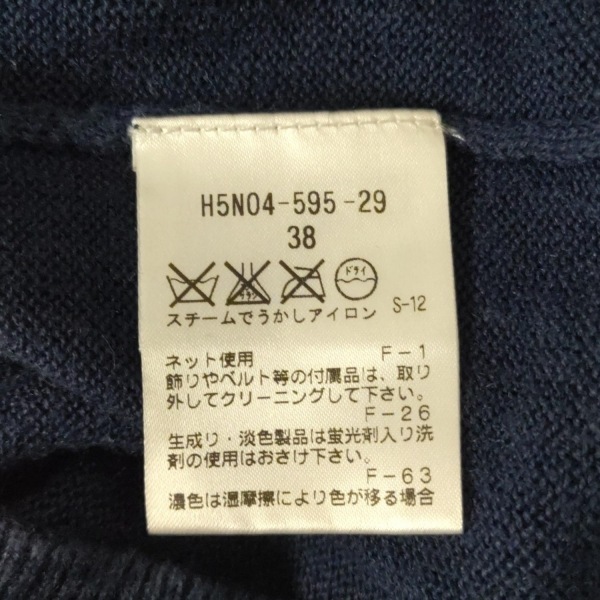 H5N04-595-29
38
ドライ
スチームでうかしアイロン S-12
ネット使用 F-1
飾りやベルト等の付属品は、取り
外してクリーニングして下さい。
F-26
生成り・淡色製品は蛍光剤入り洗
剤の使用はおさけ下さい。
F-63
濃色は湿摩擦により色が移る場合